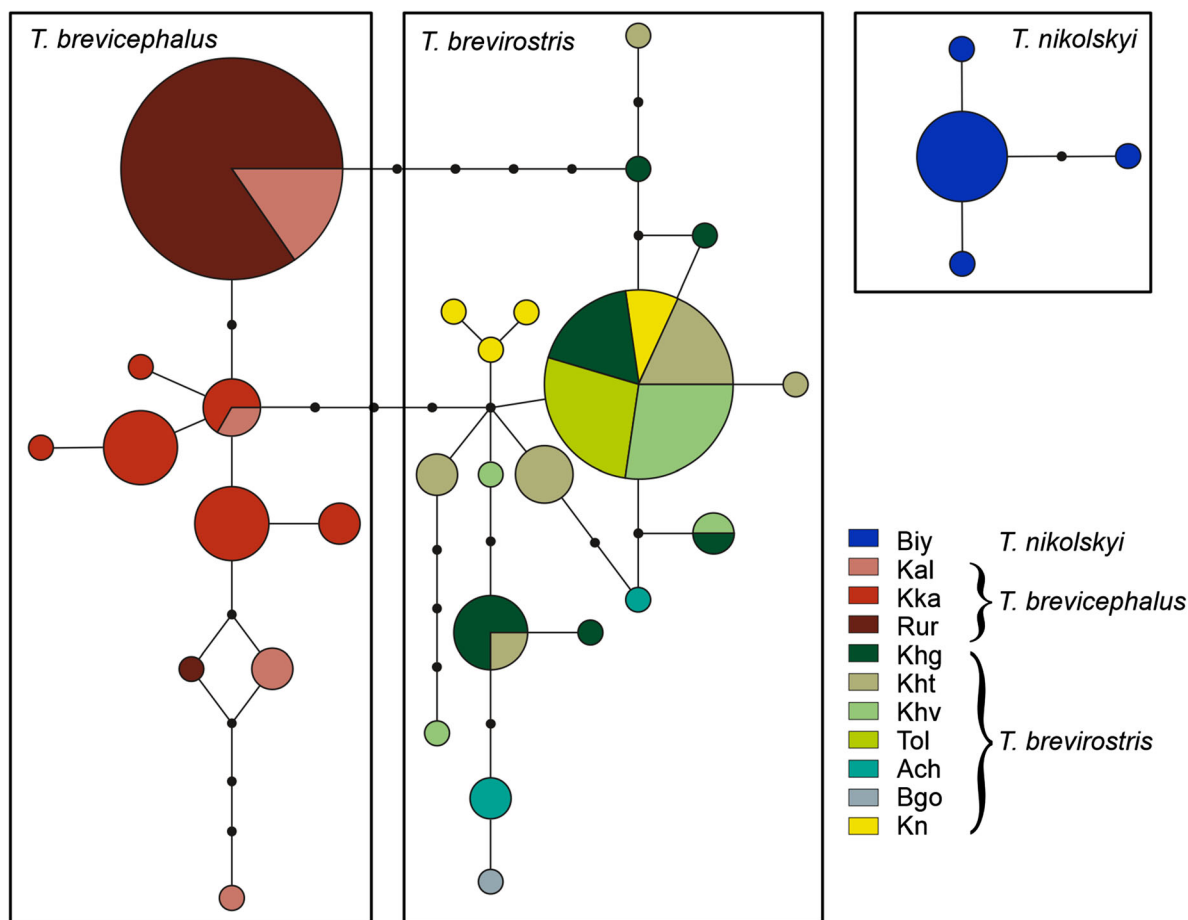 T. brevicephalus
T. brevirostris
T. nikolskyi
Biy T. nikolskyi
Kal
Kka T. brevicephalus
Rur
Khg
Kht
Khv
Tol T. brevirostris
Ach
Bgo
Kn